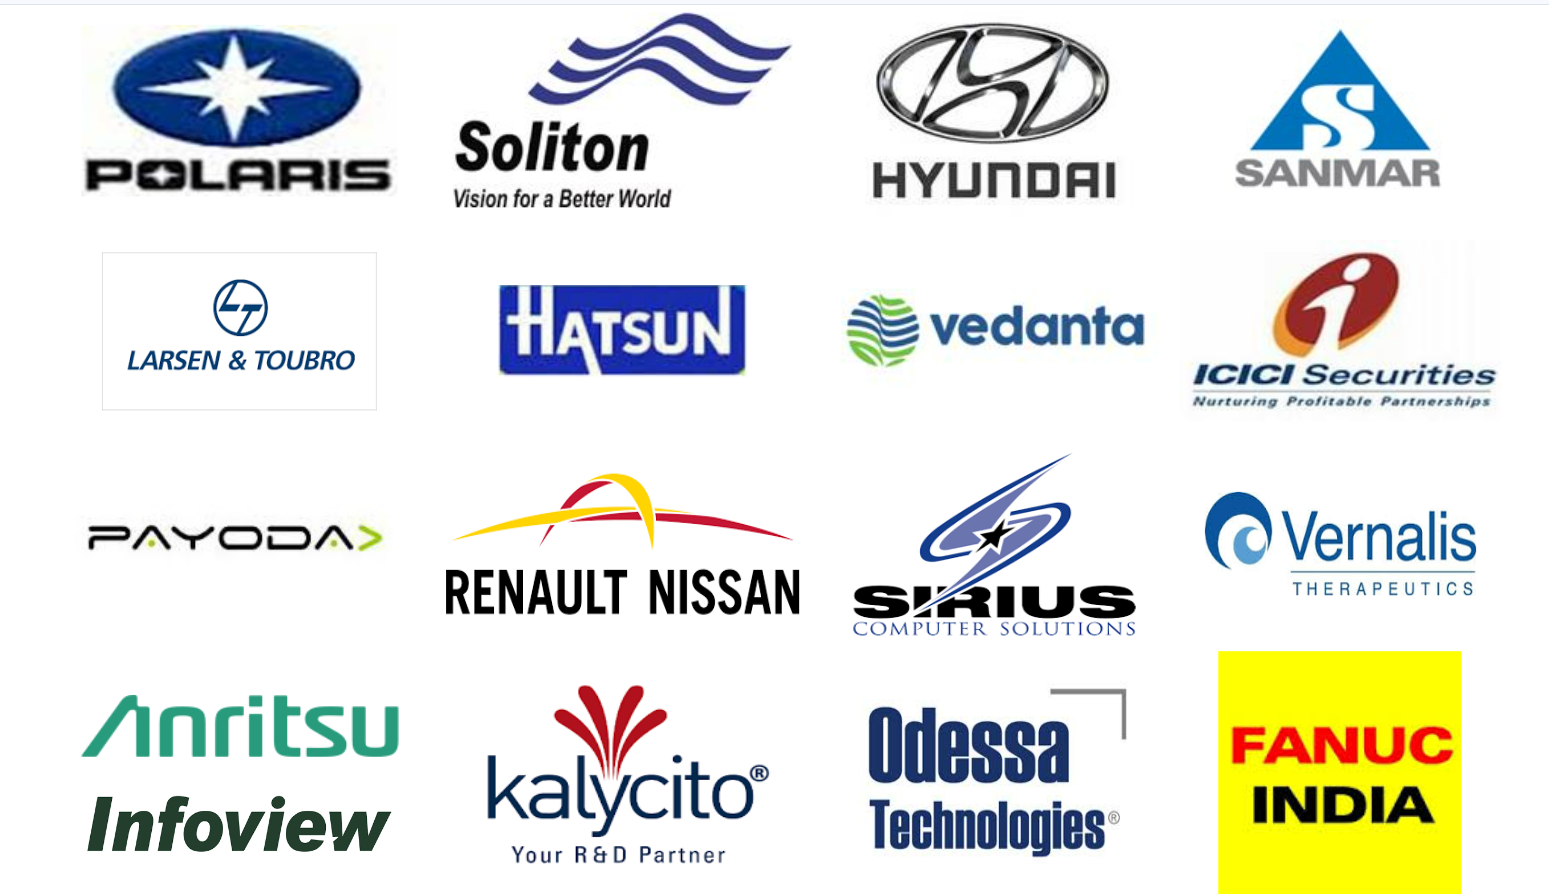 POLARIS
Soliton
Vision for a Better World
HYUNDAI
S
SANMAR
LT
LARSEN & TOUBRO
HATSUN
vedanta
i
ICICI Securities
Nurturing Profitable Partnerships
PAYODA>
RENAULT NISSAN
SIRIUS
COMPUTER SOLUTIONS
Vernalis
THERAPEUTICS
Anritsu
Infoview
kalycito®
Your R&D Partner
Odessa
Technologies®
FANUC
INDIA